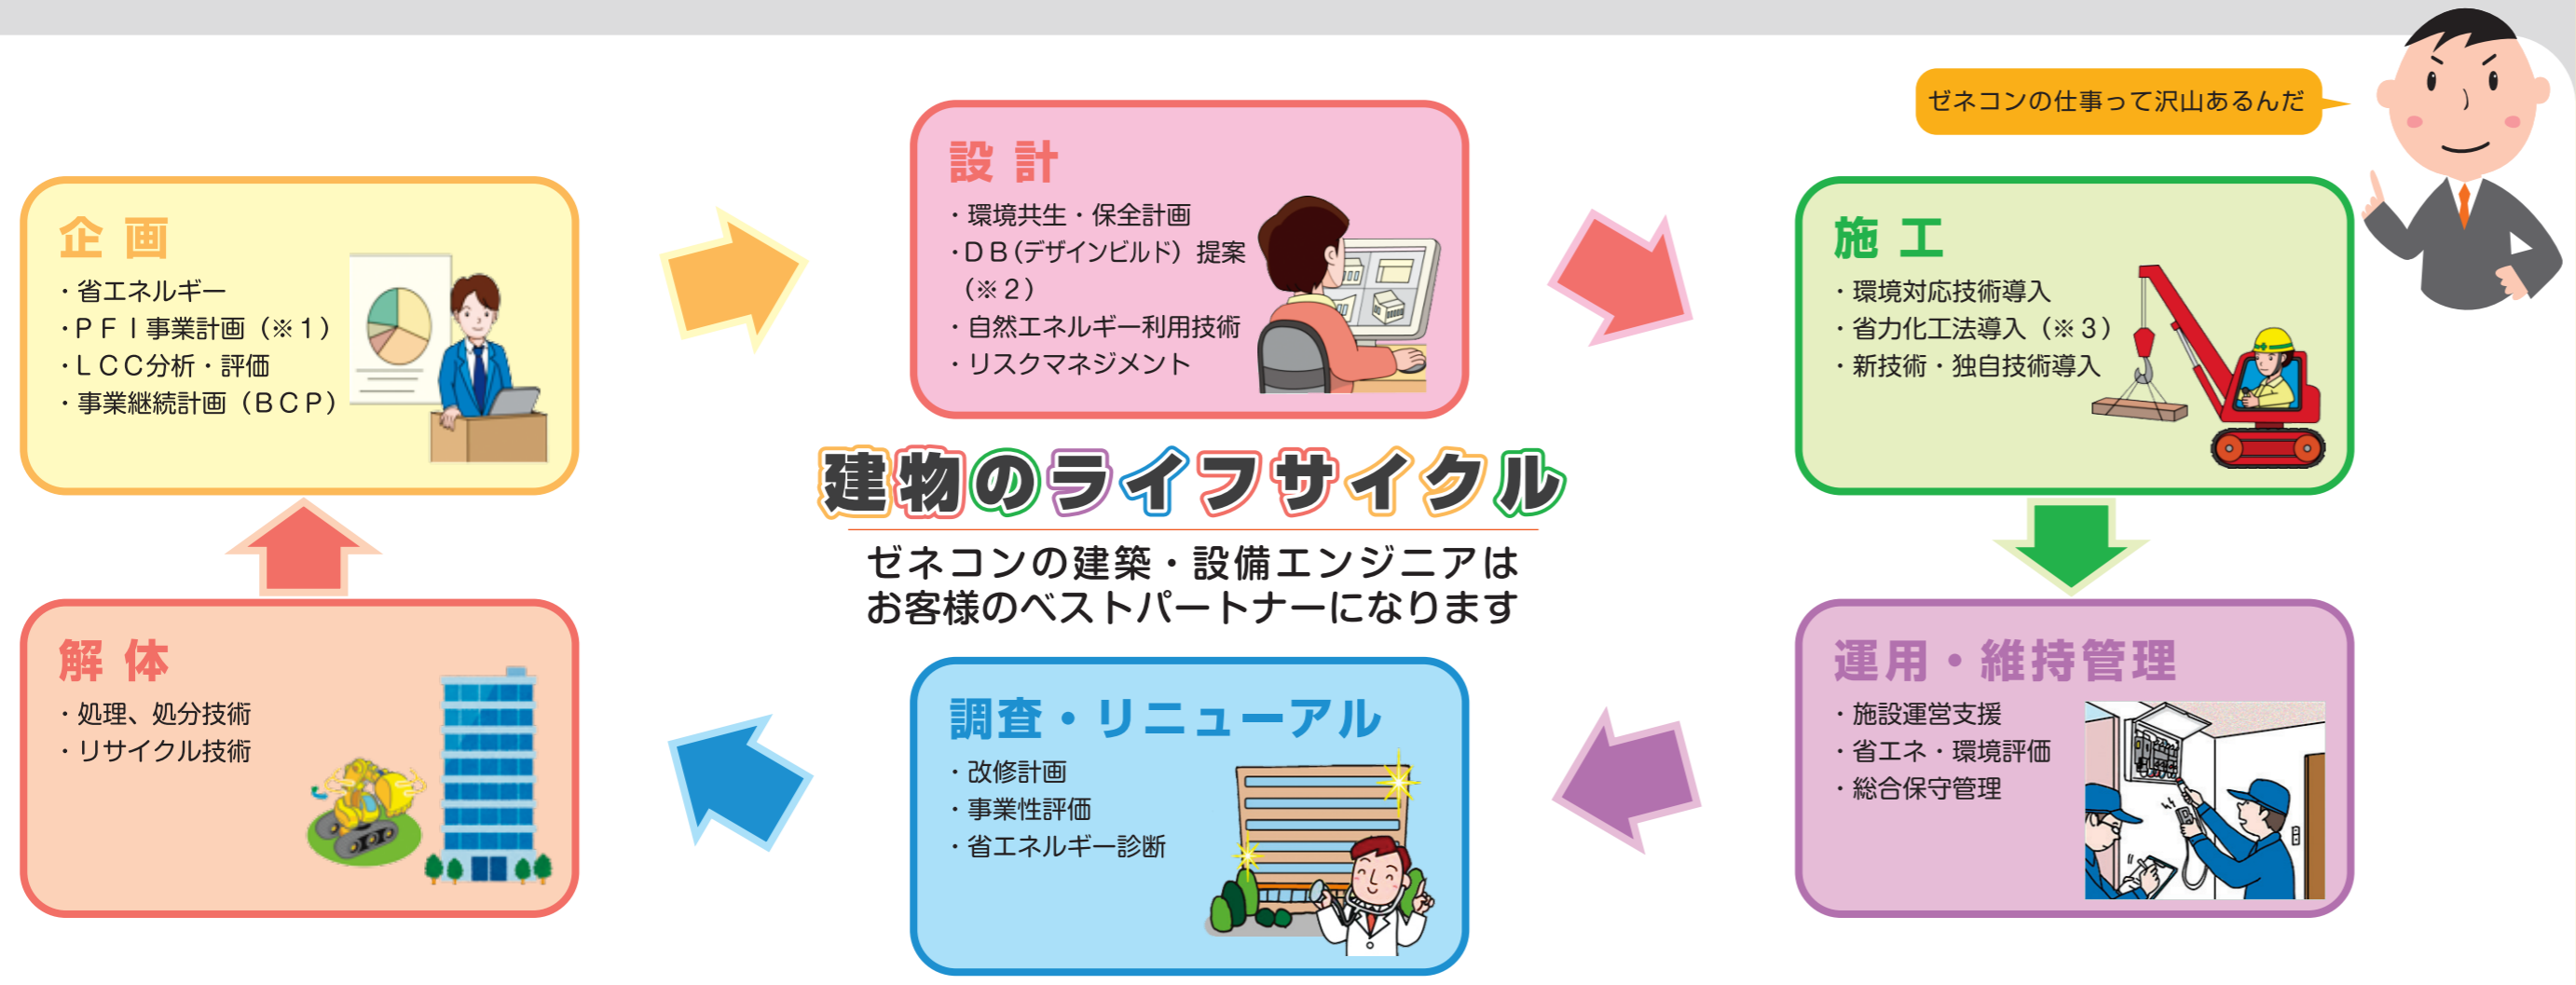 ゼネコンの仕事って沢山あるんだ
企画
・省エネルギー
・ＰＦＩ事業計画（※１）
・ＬＣＣ分析・評価
・事業継続計画（ＢＣＰ）
設計
・環境共生・保全計画
・ＤＢ（デザインビルド）提案
（※２）
・自然エネルギー利用技術
・リスクマネジメント
施工
・環境対応技術導入
・省力化工法導入（※３）
・新技術・独自技術導入
建物のライフサイクル
ゼネコンの建築・設備エンジニアは
お客様のベストパートナーになります
運用・維持管理
・施設運営支援
・省エネ・環境評価
・総合保守管理
調査・リニューアル
・改修計画
・事業性評価
・省エネルギー診断
解体
・処理、処分技術
・リサイクル技術